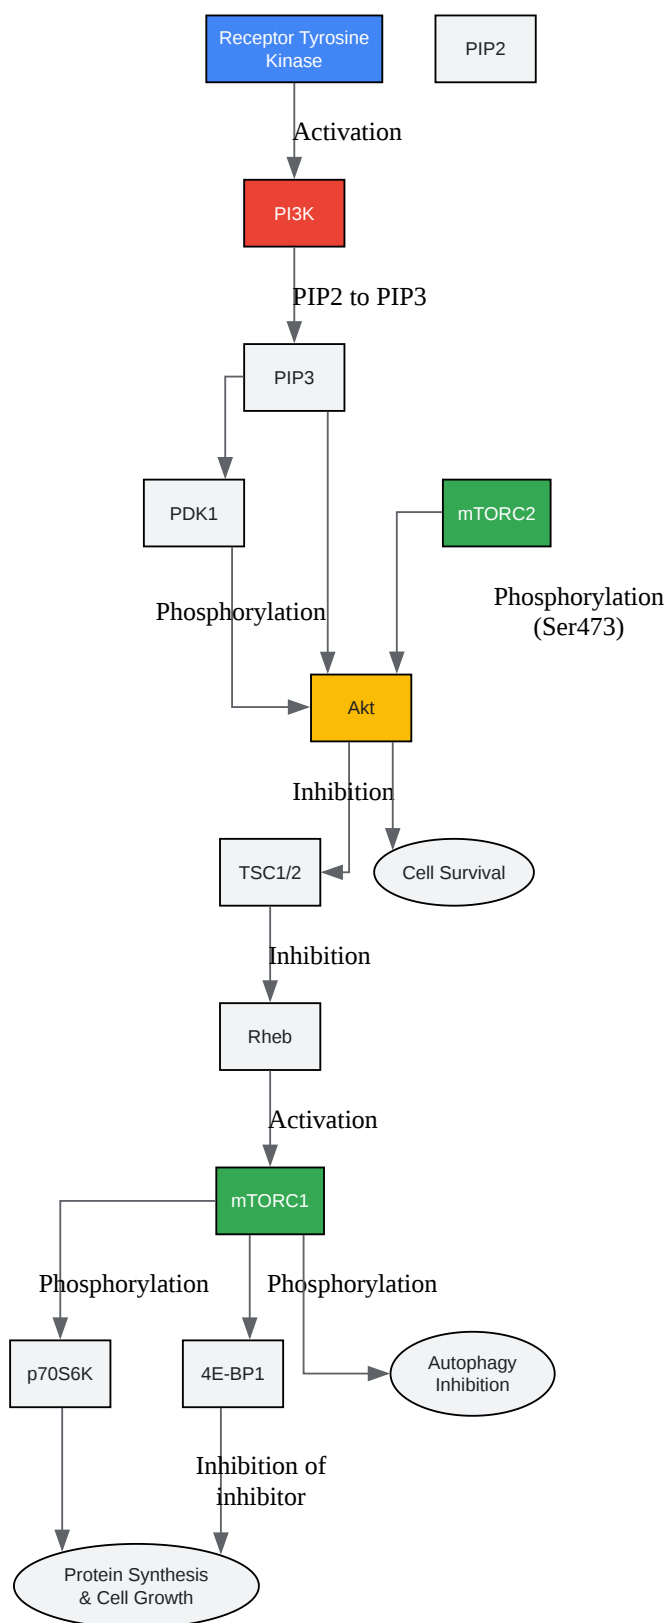 Receptor Tyrosine
Kinase
PIP2
Activation
PI3K
PIP2 to PIP3
PIP3
PDK1
mTORC2
Phosphorylation
Phosphorylation
(Ser473)
Akt
Inhibition
TSC1/2
Cell Survival
Inhibition
Rheb
Activation
mTORC1
Phosphorylation
Phosphorylation
p70S6K
4E-BP1
Autophagy
Inhibition
Inhibition of
inhibitor
Protein Synthesis
& Cell Growth